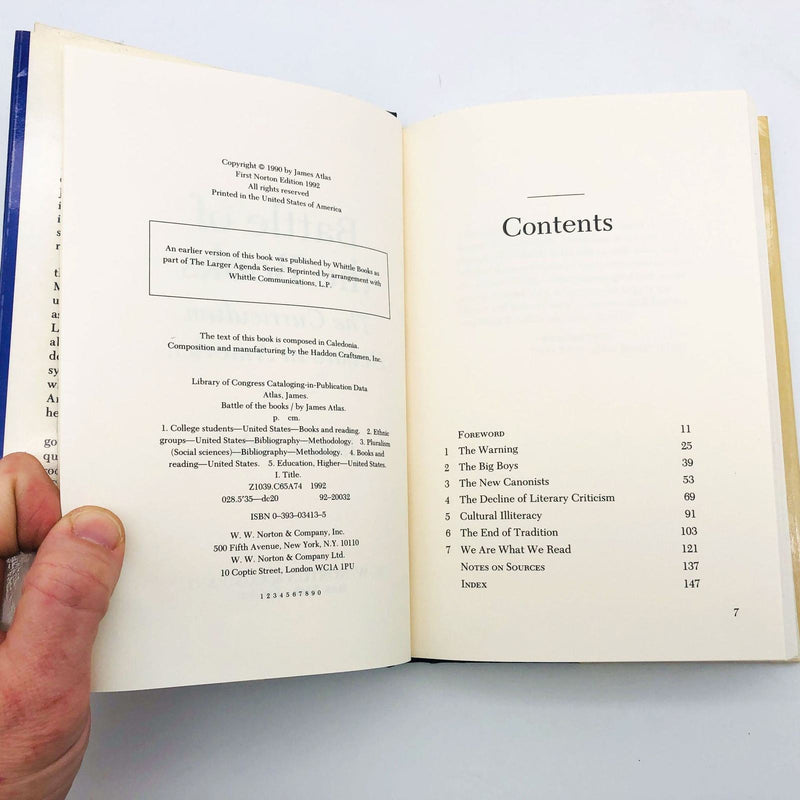 Copyright © 1990 by James Atlas
First Norton Edition 1992
All rights reserved
Printed in the United States of America
An earlier version of this book was published by Whittle Books as
part of The Larger Agenda Series. Reprinted by arrangement with
Whittle Communications, L.P.
The text of this book is composed in Caledonia.
Composition and manufacturing by the Haddon Craftsmen, Inc.
Library of Congress Cataloging-in-Publication Data
Atlas, James.
Battle of the books / by James Atlas.
p. cm.
1. College students—United States—Books and reading. 2. Ethnic
groups—United States—Bibliography—Methodology. 3. Pluralism
(Social sciences)—Bibliography—Methodology. 4. Books and
reading—United States. 5. Education, Higher—United States.
I. Title.
Z1039.C65A74 1992
028.5'35—dc20 92-20032
ISBN 0-393-03413-5
W. W. Norton & Company, Inc.
500 Fifth Avenue, New York, N.Y. 10110
W. W. Norton & Company Ltd.
10 Coptic Street, London WC1A 1PU
1 2 3 4 5 6 7 8 9 0
Contents
Foreword 11
1 The Warning 25
2 The Big Boys 39
3 The New Canonists 53
4 The Decline of Literary Criticism 69
5 Cultural Illiteracy 91
6 The End of Tradition 103
7 We Are What We Read 121
Notes on Sources 137
Index 147
7